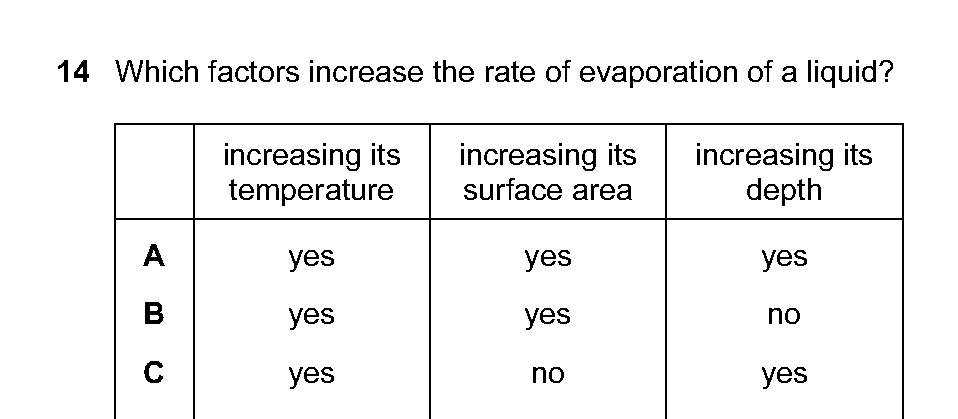 14 Which factors increase the rate of evaporation of a liquid?
increasing its temperature increasing its surface area increasing its depth
A yes yes yes
B yes yes no
C yes no yes